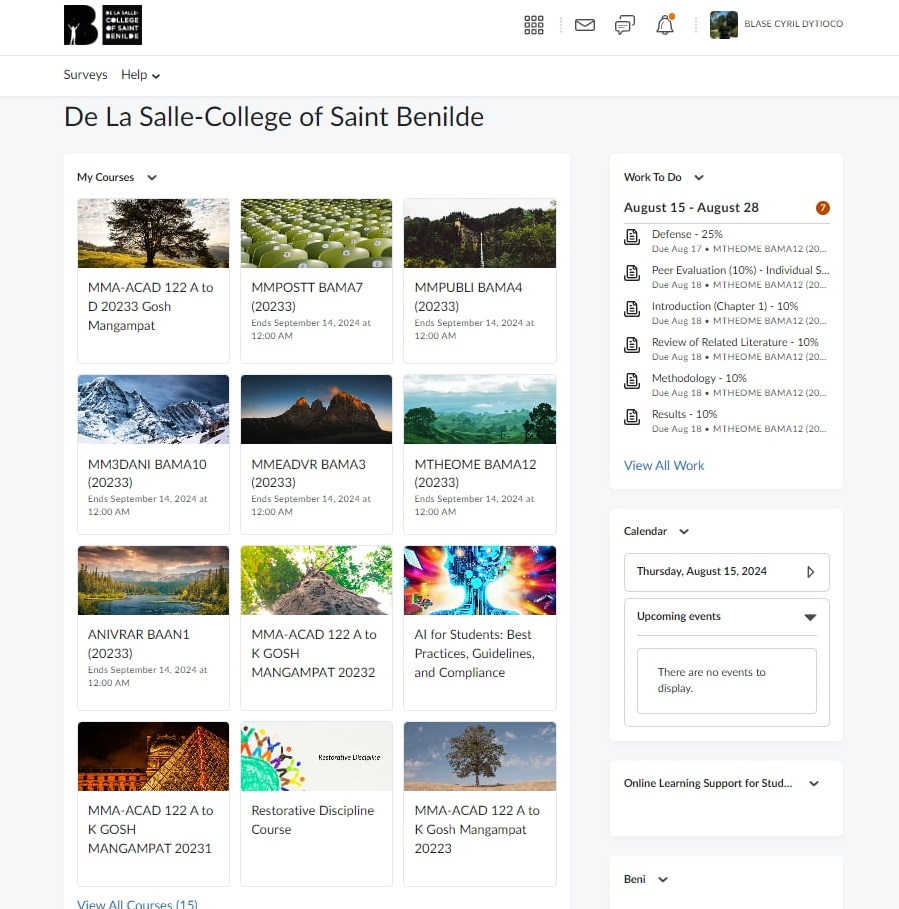 DE LA SALLE-
COLLEGE
OF SAINT
BENILDE
BLASE CYRIL DYTIOCO
Surveys Help
De La Salle-College of Saint Benilde
My Courses
MMA-ACAD 122 A to
D 20233 Gosh
Mangampat
MMPOSTT BAMA7
(20233)
Ends September 14, 2024 at
12:00 AM
MMPUBLI BAMA4
(20233)
Ends September 14, 2024 at
12:00 AM
MM3DANI BAMA10
(20233)
Ends September 14, 2024 at
12:00 AM
MMEADVR BAMA3
(20233)
Ends September 14, 2024 at
12:00 AM
MTHEOME BAMA12
(20233)
Ends September 14, 2024 at
12:00 AM
ANIVRAR BAAN1
(20233)
Ends September 14, 2024 at
12:00 AM
MMA-ACAD 122 A to
K GOSH
MANGAMPAT 20232
AI for Students: Best
Practices, Guidelines,
and Compliance
MMA-ACAD 122 A to
K GOSH
MANGAMPAT 20231
Restorative Discipline
Restorative Discipline
Course
MMA-ACAD 122 A to
K Gosh Mangampat
20223
View All Courses (15)
Work To Do
August 15 - August 28 7
Defense - 25%
Due Aug 17 • MTHEOME BAMA12 (20...
Peer Evaluation (10%) - Individual S...
Due Aug 18 • MTHEOME BAMA12 (20...
Introduction (Chapter 1) - 10%
Due Aug 18 • MTHEOME BAMA12 (20...
Review of Related Literature - 10%
Due Aug 18 • MTHEOME BAMA12 (20...
Methodology - 10%
Due Aug 18 • MTHEOME BAMA12 (20...
Results - 10%
Due Aug 18 • MTHEOME BAMA12 (20...
View All Work
Calendar
Thursday, August 15, 2024
Upcoming events
There are no events to
display.
Online Learning Support for Stud...
Beni